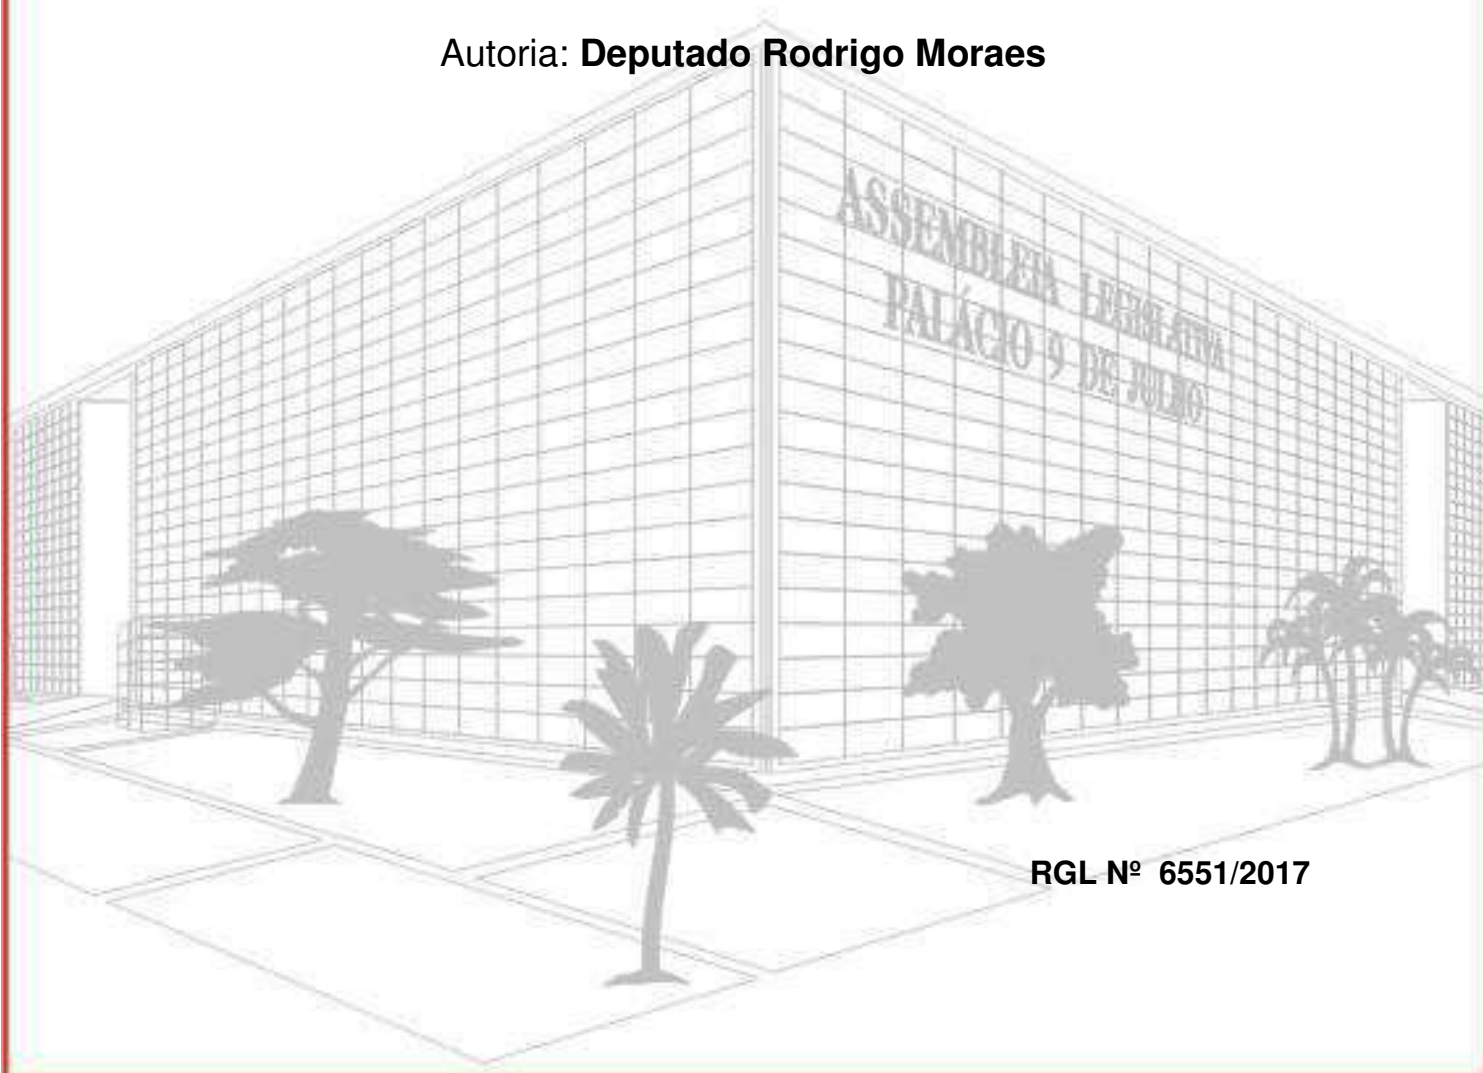 Autoria: Deputado Rodrigo Moraes
ASSEMBLEIA LEGISLATIVA
PALÁCIO 9 DE JULHO
RGL Nº 6551/2017